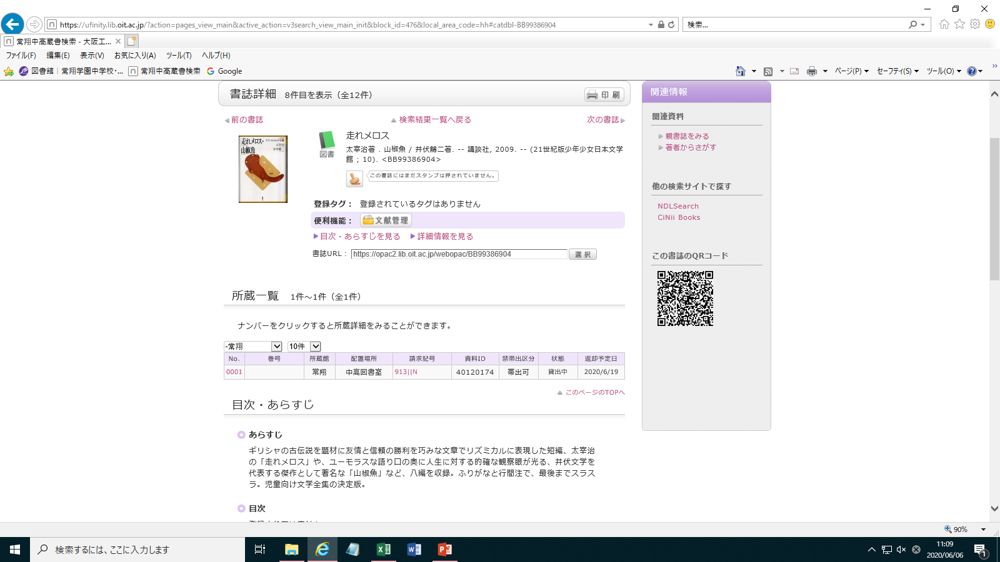 https://ufinity.lib.oit.ac.jp/?action=pages_view_main&active_action=v3search_view_main_init&block_id=476&local_area_code=hh#catdbl-BB99386904
検索...
常翔中高蔵書検索 - 大阪工...
ファイル(F) 編集(E) 表示(V) お気に入り(A) ツール(T) ヘルプ(H)
図書館 | 常翔学園中学校・... 常翔中高蔵書検索 Google
ページ(P) セーフティ(S) ツール(O)
書誌詳細 8件目を表示（全12件）
印 刷
前の書誌 検索結果一覧へ戻る 次の書誌
走れメロス・
山椒魚
太宰治
井伏鱒二
図書
走れメロス
太宰治著 . 山椒魚 / 井伏鱒二著. -- 講談社, 2009. -- (21世紀版少年少女日本文学
館 ; 10). <BB99386904>
この書誌にはまだスタンプは押されていません。
登録タグ： 登録されているタグはありません
便利機能： 文献管理
目次・あらすじを見る 詳細情報を見る
書誌URL： https://opac2.lib.oit.ac.jp/webopac/BB99386904 選 択
所蔵一覧 1件～1件（全1件）
ナンバーをクリックすると所蔵詳細をみることができます。
-常翔 10件
No. 巻号 所蔵館 配置場所 請求記号 資料ID 禁帯出区分 状態 返却予定日
0001 常翔 中高図書室 913||N 40120174 帯出可 貸出中 2020/6/19
このページのTOPへ
目次・あらすじ
あらすじ
ギリシャの古伝説を題材に友情と信頼の勝利を巧みな文章でリズミカルに表現した短編、太宰治
の「走れメロス」や、ユーモラスな語り口の奥に人生に対する的確な観察眼が光る、井伏文学を
代表する傑作として著名な「山椒魚」など、八編を収録。ふりがなと行間注で、最後までスラス
ラ。児童向け文学全集の決定版。
目次
関連情報
関連資料
親書誌をみる
著者からさがす
他の検索サイトで探す
NDLSearch
CiNii Books
この書誌のQRコード
90%
検索するには、ここに入力します
11:09
2020/06/06
1